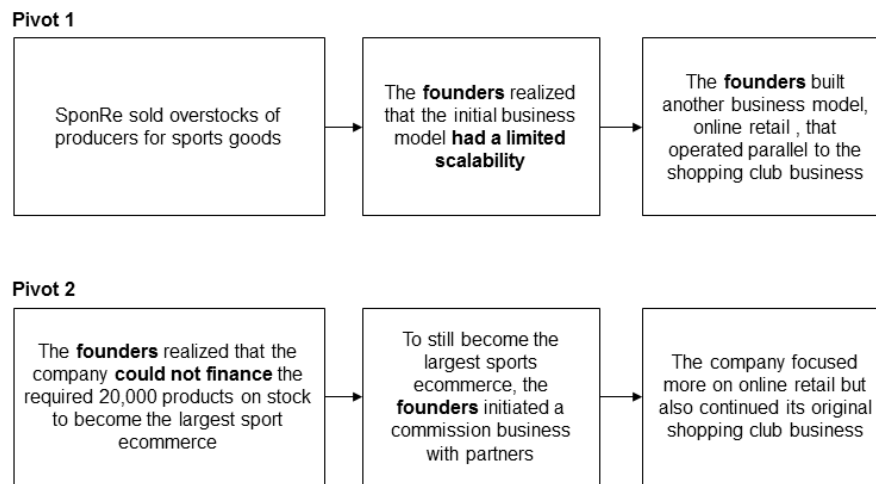 Pivot 1
SponRe sold overstocks of
producers for sports goods
The founders realized
that the initial business
model had a limited
scalability
The founders built
another business model,
online retail , that
operated parallel to the
shopping club business
Pivot 2
The founders realized that the
company could not finance the
required 20,000 products on stock
to become the largest sport
ecommerce
To still become the
largest sports
ecommerce, the
founders initiated a
commission business
with partners
The company focused
more on online retail but
also continued its original
shopping club business